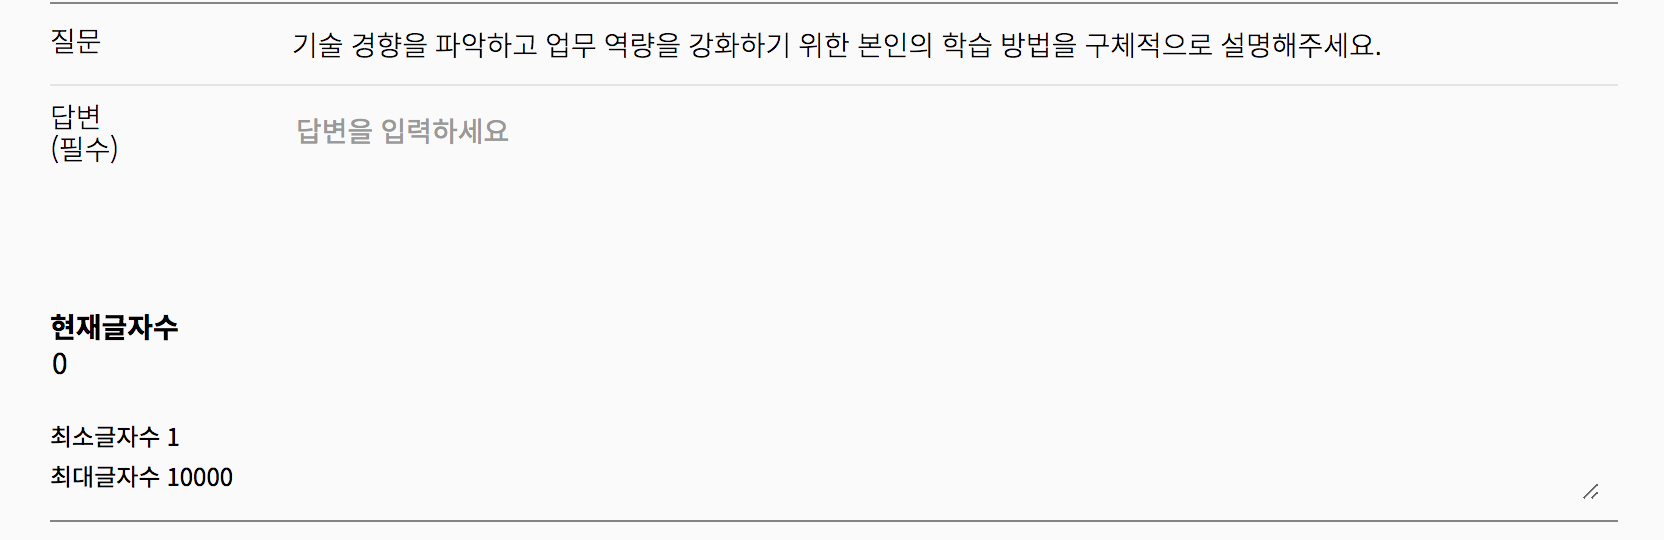 질문
기술 경향을 파악하고 업무 역량을 강화하기 위한 본인의 학습 방법을 구체적으로 설명해주세요.
답변
(필수)
답변을 입력하세요
현재글자수
0
최소글자수 1
최대글자수 10000